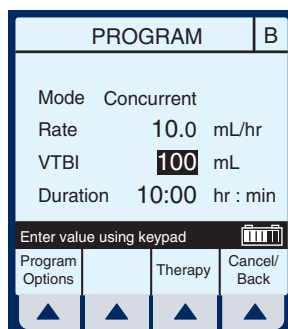 PROGRAM B
Mode Concurrent
Rate 10.0 mL/hr
VTBI 100 mL
Duration 10:00 hr : min
Enter value using keypad
Program Options Therapy Cancel/ Back